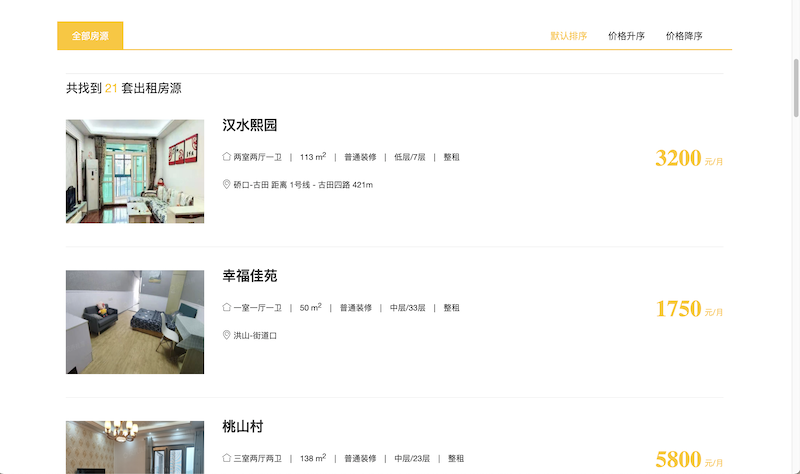 全部房源 默认排序 价格升序 价格降序
共找到 21 套出租房源
汉水熙园
两室两厅一卫 | 113 m² | 普通装修 | 低层/7层 | 整租
3200 元/月
硚口-古田 距离 1号线 - 古田四路 421m
幸福佳苑
一室一厅一卫 | 50 m² | 普通装修 | 中层/33层 | 整租
1750 元/月
洪山-街道口
桃山村
三室两厅两卫 | 138 m² | 普通装修 | 中层/23层 | 整租
5800 元/月